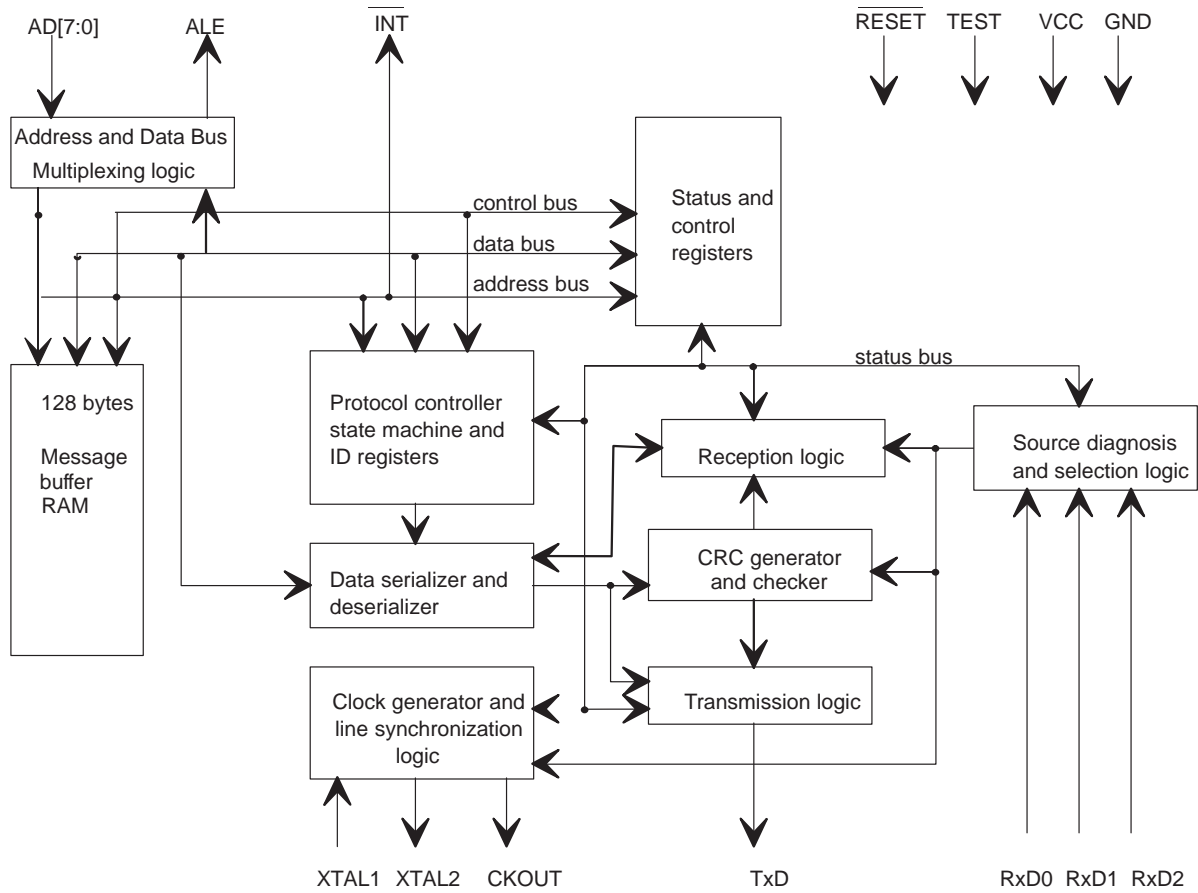 AD[7:0]
ALE
INT
RESET
TEST
VCC
GND
Address and Data Bus
Multiplexing logic
Status and
control
registers
control bus
data bus
address bus
status bus
128 bytes
Message
buffer
RAM
Protocol controller
state machine and
ID registers
Reception logic
Source diagnosis
and selection logic
Data serializer and
deserializer
CRC generator
and checker
Clock generator and
line synchronization
logic
Transmission logic
XTAL1
XTAL2
CKOUT
TxD
RxD0
RxD1
RxD2